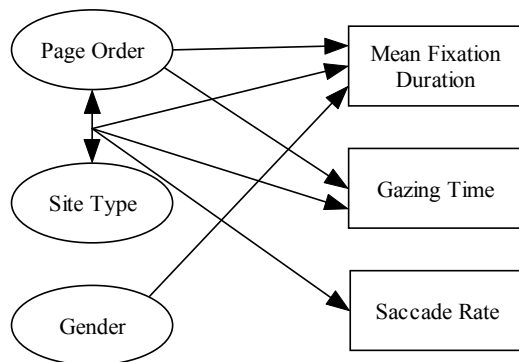 Page Order
Mean Fixation
Duration
Site Type
Gazing Time
Gender
Saccade Rate